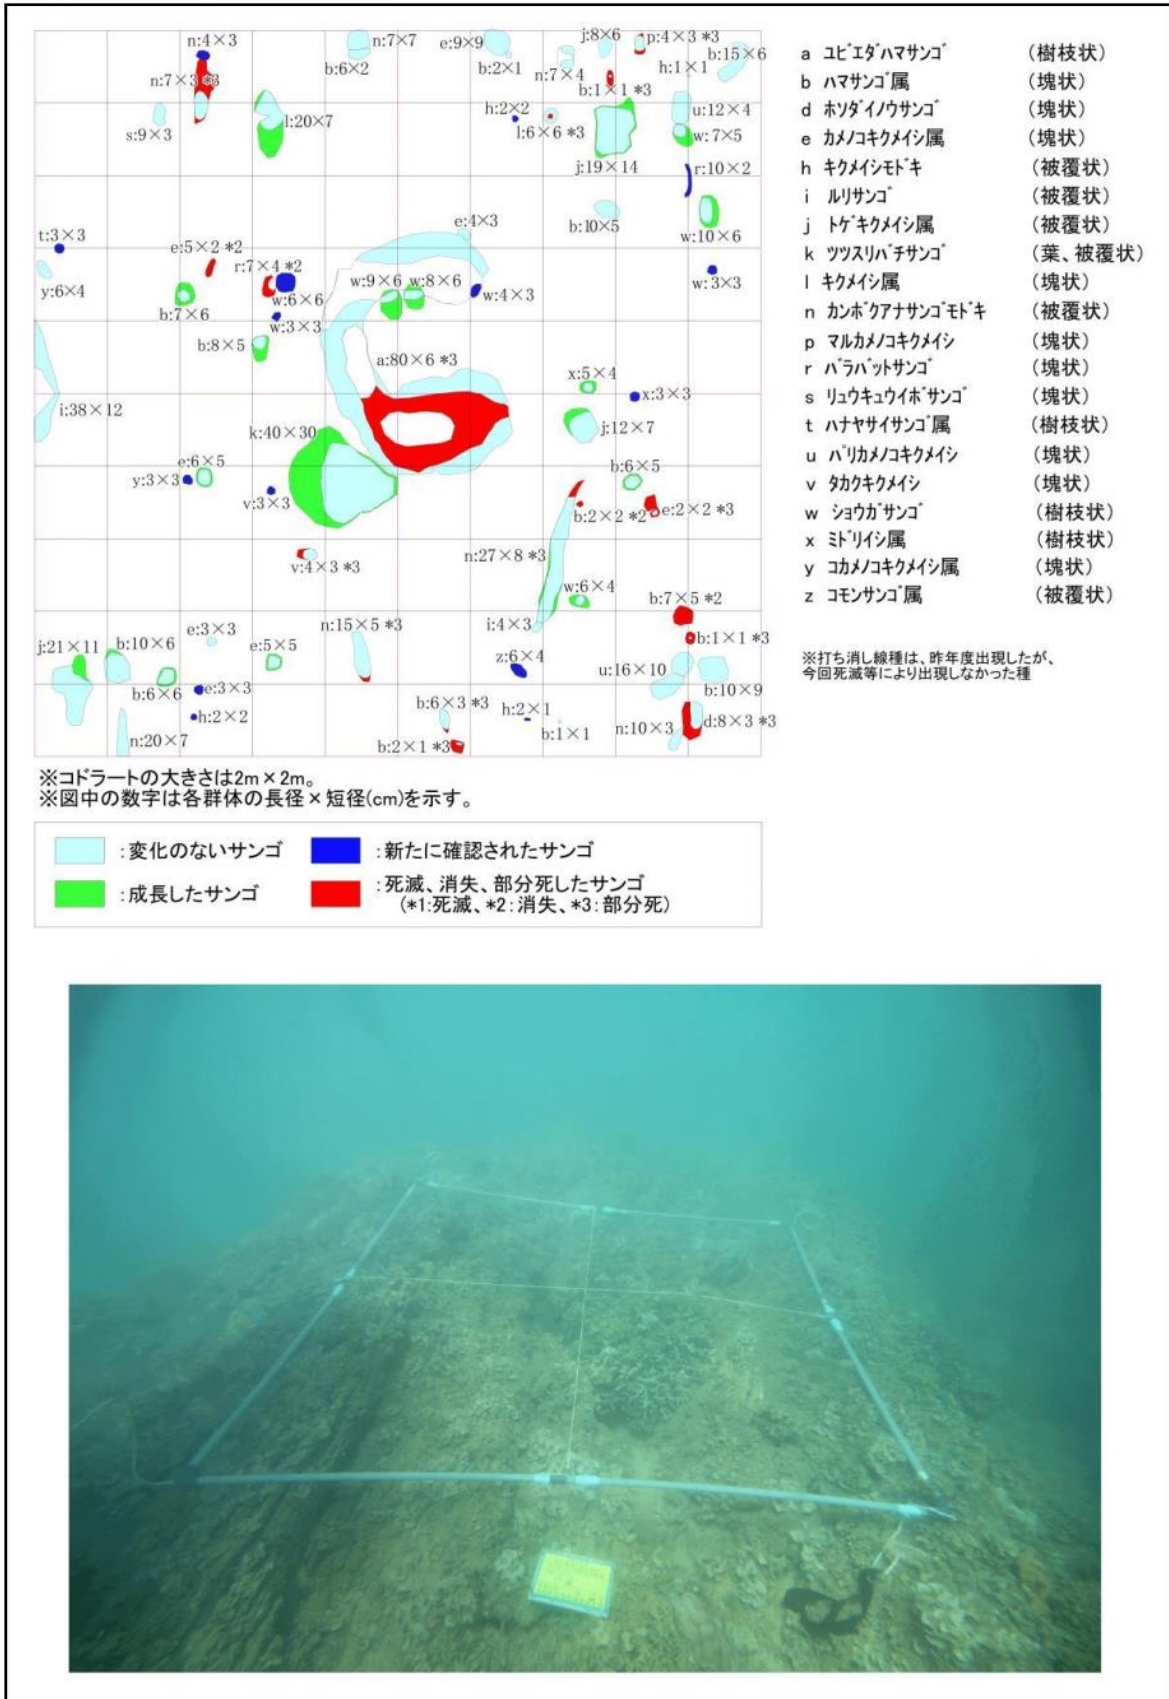 n:4×3
n:7×7
e:9×9
j:8×6
p:4×3 *3
b:15×6
n:7×3 *3
b:6×2
b:2×1
n:7×4
h:1×1
b:1×1 *3
s:9×3
l:20×7
h:2×2
l:6×6 *3
u:12×4
w:7×5
j:19×14
r:10×2
t:3×3
e:5×2 *2
e:4×3
b:10×5
w:10×6
r:7×4 *2
y:6×4
w:9×6
w:8×6
w:6×6
w:4×3
w:3×3
b:7×6
w:3×3
b:8×5
a:80×6 *3
x:5×4
x:3×3
i:38×12
k:40×30
j:12×7
e:6×5
b:6×5
y:3×3
v:3×3
b:2×2 *2
e:2×2 *3
v:4×3 *3
n:27×8 *3
w:6×4
b:7×5 *2
e:3×3
n:15×5 *3
i:4×3
b:1×1 *3
j:21×11
b:10×6
e:5×5
z:6×4
u:16×10
b:6×6
e:3×3
b:10×9
h:2×2
b:6×3 *3
h:2×1
n:20×7
b:2×1 *3
b:1×1
n:10×3
d:8×3 *3
a ユビエダハマサンゴ (樹枝状)
b ハマサンゴ属 (塊状)
d ホソダイノウサンゴ (塊状)
e カメノコキクメイシ属 (塊状)
h キクメイシモドキ (被覆状)
i ルリサンゴ (被覆状)
j トゲキクメイシ属 (被覆状)
k ツツスリバチサンゴ (葉、被覆状)
l キクメイシ属 (塊状)
n カンボクアナサンゴモドキ (被覆状)
p マルカメノコキクメイシ (塊状)
r バラバットサンゴ (塊状)
s リュウキュウイボサンゴ (塊状)
t ハナヤサイサンゴ属 (樹枝状)
u パリカメノコキクメイシ (塊状)
v タカクキクメイシ (塊状)
w ショウガサンゴ (樹枝状)
x ミドリイシ属 (樹枝状)
y コカメノコキクメイシ属 (塊状)
z コモンサンゴ属 (被覆状)
※打ち消し線種は、昨年度出現したが、
今回死滅等により出現しなかった種
※コドラートの大きさは2m×2m。
※図中の数字は各群体の長径×短径(cm)を示す。
:変化のないサンゴ
:新たに確認されたサンゴ
:成長したサンゴ
:死滅、消失、部分死したサンゴ
(*1:死滅、*2:消失、*3:部分死)